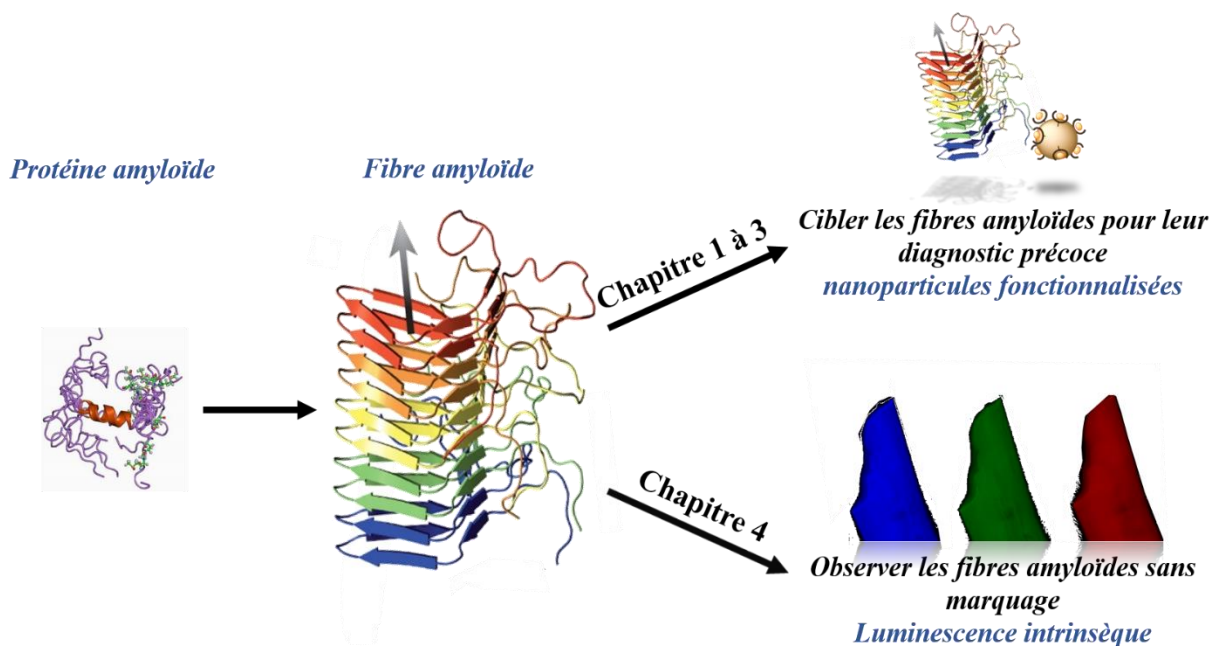 Protéine amyloïde
Fibre amyloïde
Chapitre 1 à 3
Cibler les fibres amyloïdes pour leur
diagnostic précoce
nanoparticules fonctionnalisées
Chapitre 4
Observer les fibres amyloïdes sans
marquage
Luminescence intrinsèque